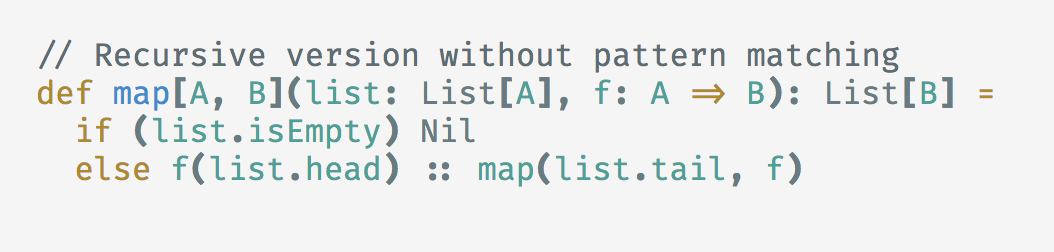 // Recursive version without pattern matching
def map[A, B](list: List[A], f: A => B): List[B] =
if (list.isEmpty) Nil
else f(list.head) :: map(list.tail, f)